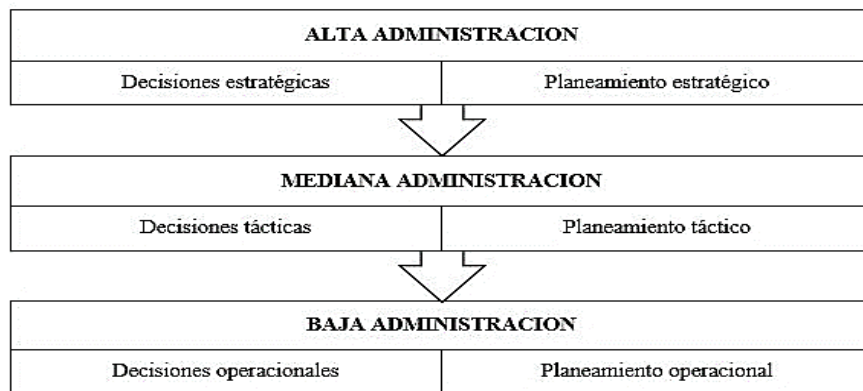 ALTA ADMINISTRACION
Decisiones estratégicas Planeamiento estratégico
MEDIANA ADMINISTRACION
Decisiones tácticas Planeamiento táctico
BAJA ADMINISTRACION
Decisiones operacionales Planeamiento operacional